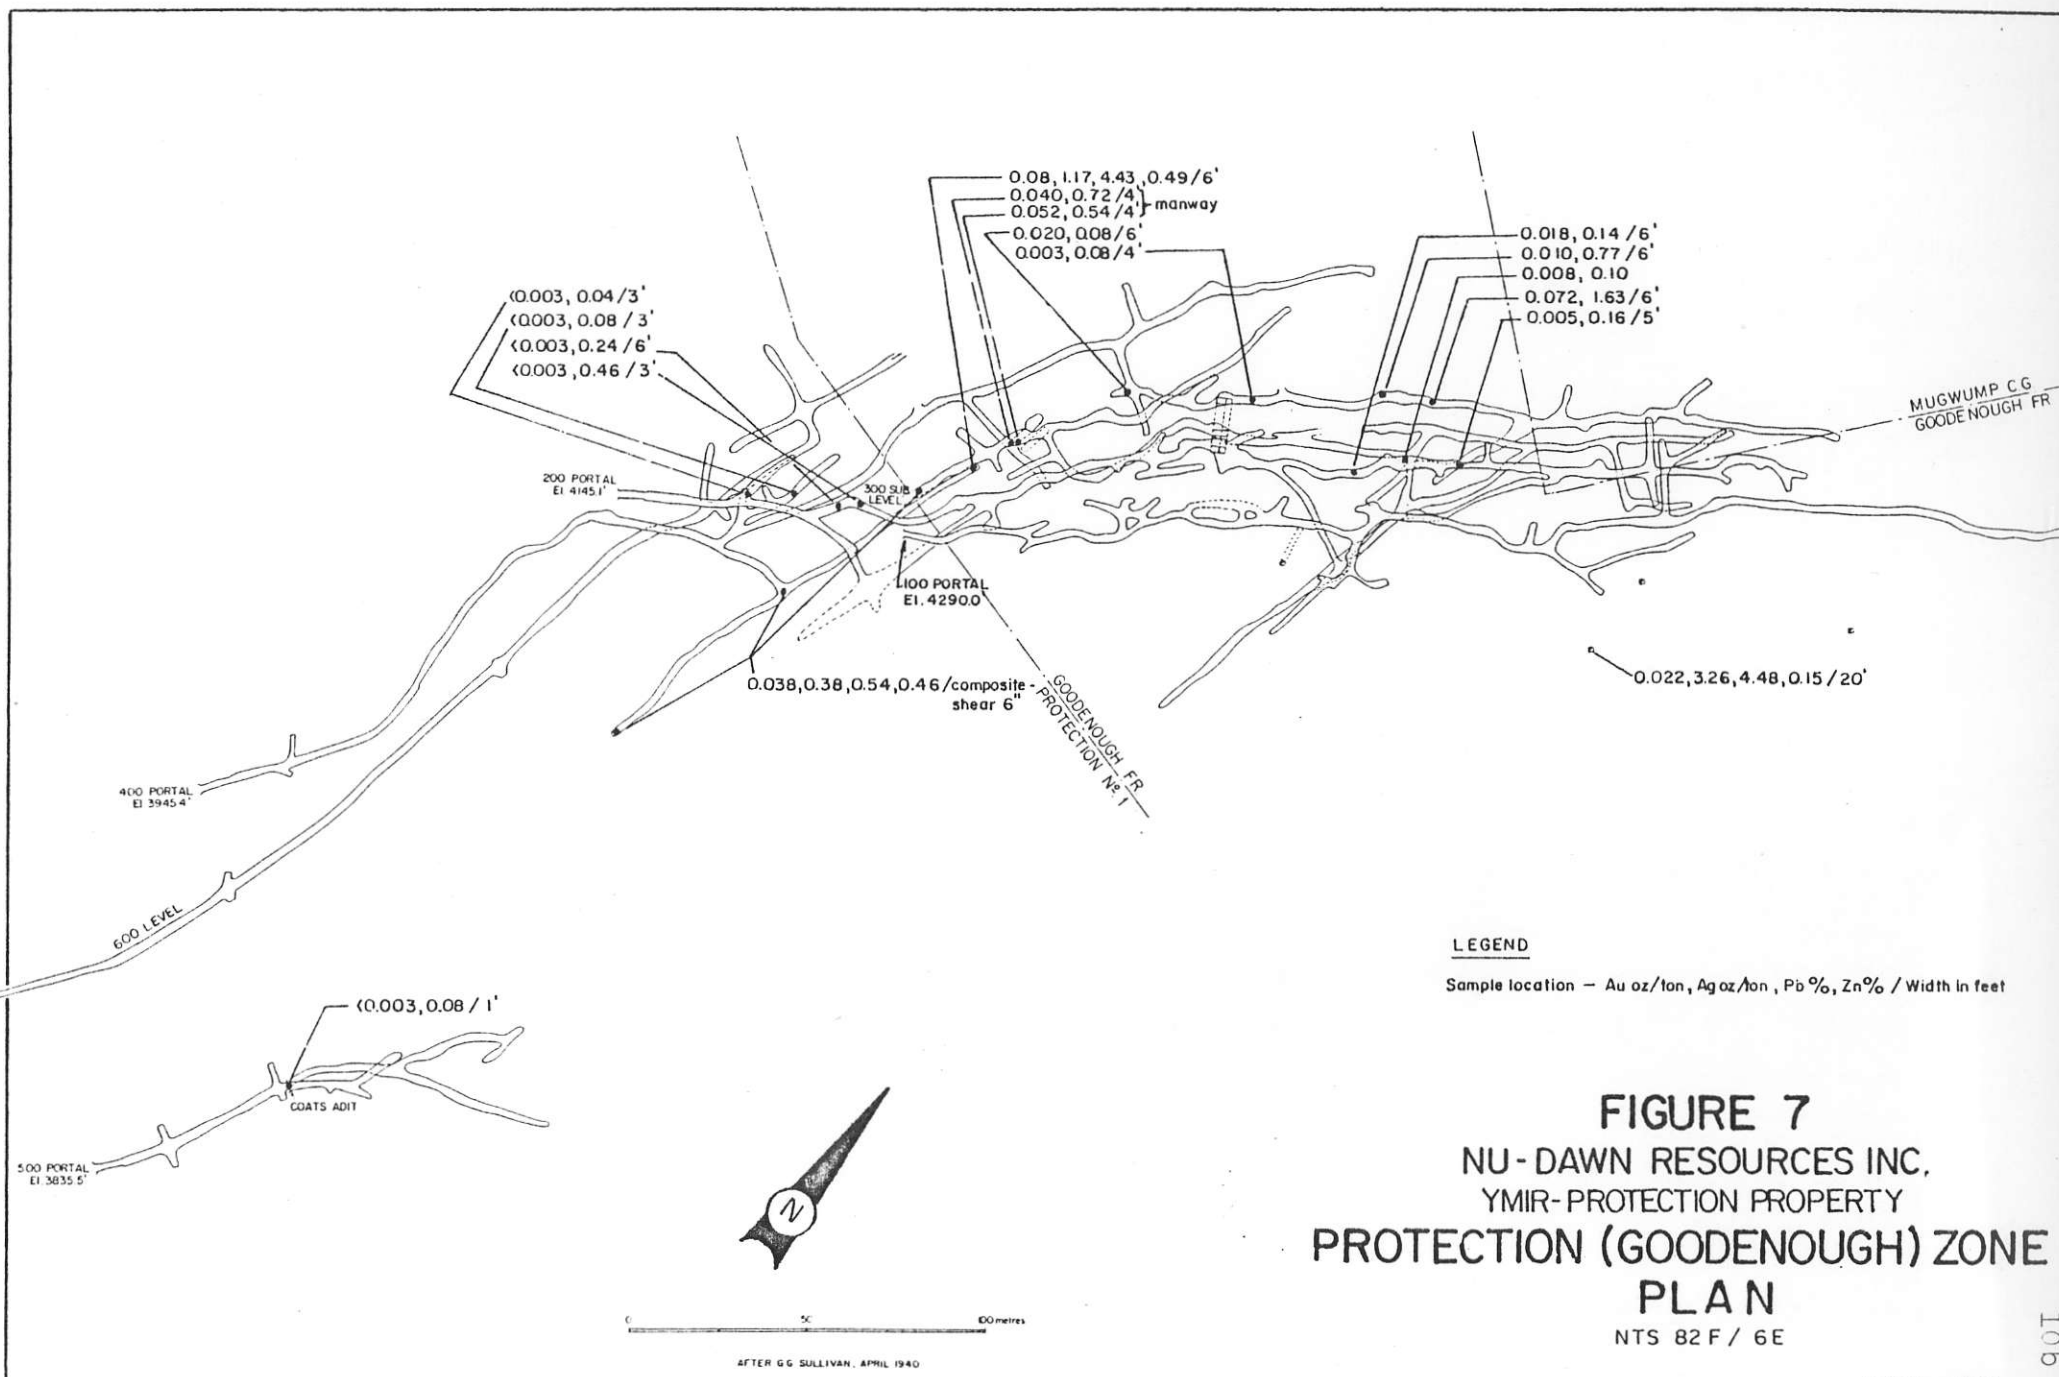 0.08, 1.17, 4.43, 0.49/6'
0.040, 0.72/4'
0.052, 0.54/4'
manway
0.020, 0.08/6'
0.003, 0.08/4'
0.018, 0.14/6'
0.010, 0.77/6'
0.008, 0.10
0.072, 1.63/6'
0.005, 0.16/5'
<0.003, 0.04/3'
<0.003, 0.08/3'
<0.003, 0.24/6'
<0.003, 0.46/3'
MUGWUMP C G
GOODENOUGH FR
200 PORTAL
El 4145.1'
300 SUB
LEVEL
100 PORTAL
El. 4290.0'
0.038, 0.38, 0.54, 0.46/composite -
shear 6"
GOODENOUGH FR
PROTECTION Nº 1
0.022, 3.26, 4.48, 0.15/20'
400 PORTAL
El 3945.4'
600 LEVEL
LEGEND
Sample location — Au oz/ton, Ag oz/ton, Pb %, Zn% / Width in feet
<0.003, 0.08/1'
COATS ADIT
500 PORTAL
El. 3835.5'
N
FIGURE 7
NU-DAWN RESOURCES INC.
YMIR-PROTECTION PROPERTY
PROTECTION (GOODENOUGH) ZONE
PLAN
NTS 82 F / 6E
0 50 100 metres
AFTER G G SULLIVAN, APRIL 1940
10b